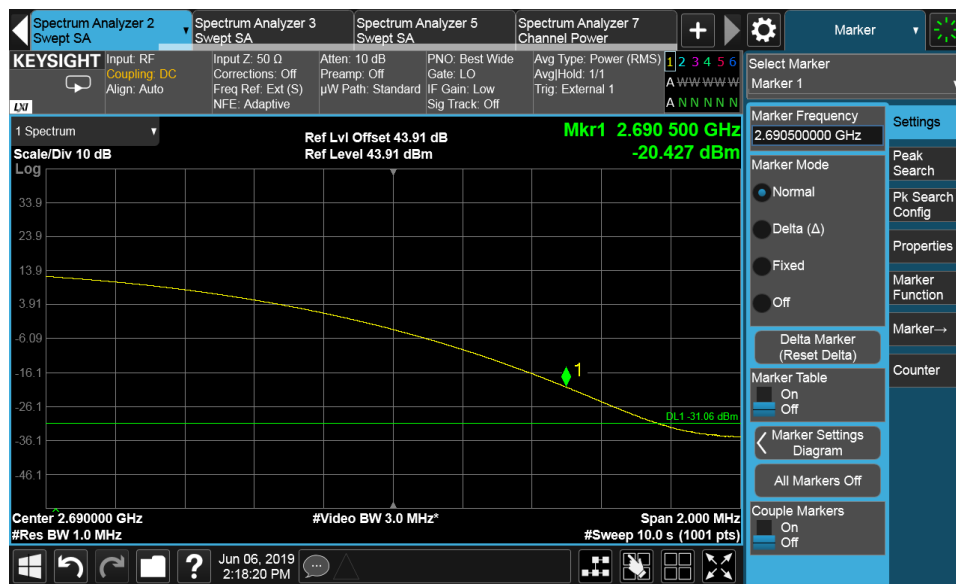 Spectrum Analyzer 2
Swept SA
Spectrum Analyzer 3
Swept SA
Spectrum Analyzer 5
Swept SA
Spectrum Analyzer 7
Channel Power
+
Marker
KEYSIGHT
LXI
Input: RF
Coupling: DC
Align: Auto
Input Z: 50 Ω
Corrections: Off
Freq Ref: Ext (S)
NFE: Adaptive
Atten: 10 dB
Preamp: Off
µW Path: Standard
PNO: Best Wide
Gate: LO
IF Gain: Low
Sig Track: Off
Avg Type: Power (RMS)
Avg|Hold: 1/1
Trig: External 1
1 2 3 4 5 6
A W W W W W
A N N N N N
Select Marker
Marker 1
1 Spectrum
Scale/Div 10 dB
Log
Ref Lvl Offset 43.91 dB
Ref Level 43.91 dBm
Mkr1 2.690 500 GHz
-20.427 dBm
33.9
23.9
13.9
3.91
-6.09
-16.1
-26.1
-36.1
-46.1
1
DL1 -31.06 dBm
Center 2.690000 GHz
#Res BW 1.0 MHz
#Video BW 3.0 MHz*
Span 2.000 MHz
#Sweep 10.0 s (1001 pts)
Marker Frequency
2.690500000 GHz
Marker Mode
Normal
Delta (Δ)
Fixed
Off
Delta Marker
(Reset Delta)
Marker Table
On
Off
Marker Settings
Diagram
All Markers Off
Couple Markers
On
Off
Settings
Peak
Search
Pk Search
Config
Properties
Marker
Function
Marker→
Counter
?
Jun 06, 2019
2:18:20 PM